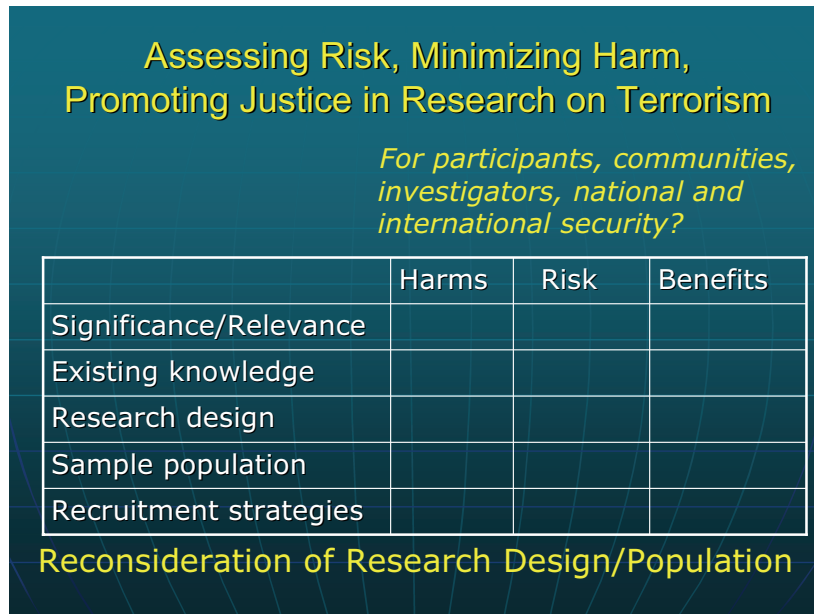 Assessing Risk, Minimizing Harm,
Promoting Justice in Research on Terrorism
For participants, communities,
investigators, national and
international security?
Harms Risk Benefits
Significance/Relevance
Existing knowledge
Research design
Sample population
Recruitment strategies
Reconsideration of Research Design/Population